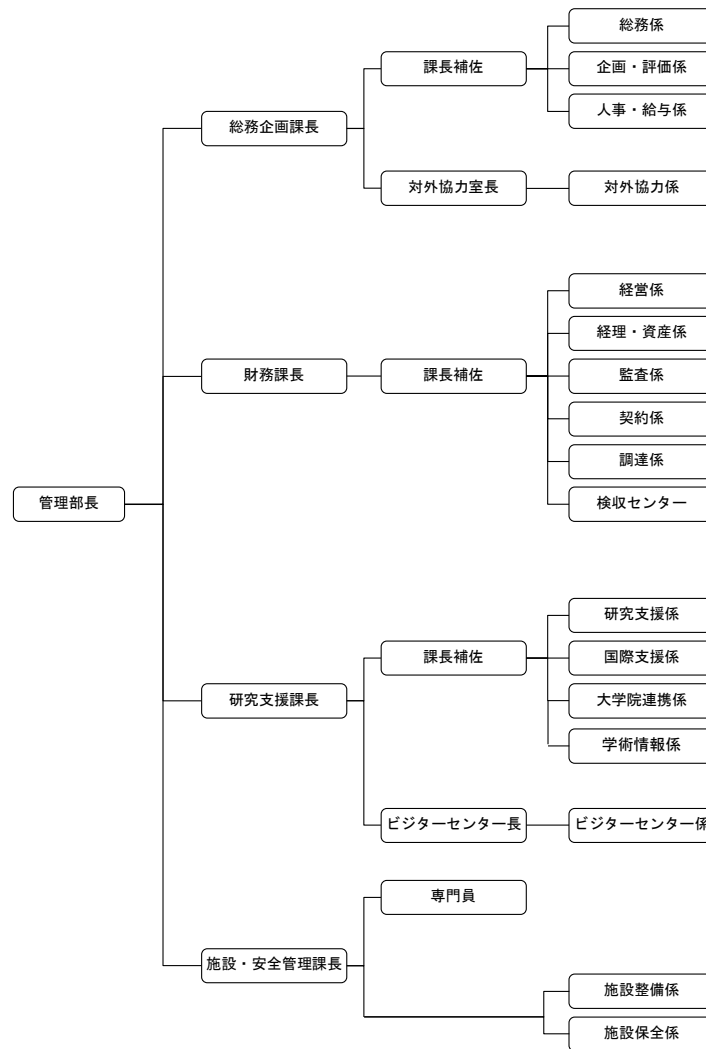 管理部長
総務企画課長
課長補佐
総務係
企画・評価係
人事・給与係
対外協力室長
対外協力係
財務課長
課長補佐
経営係
経理・資産係
監査係
契約係
調達係
検収センター
研究支援課長
課長補佐
研究支援係
国際支援係
大学院連携係
学術情報係
ビジターセンター長
ビジターセンター係
施設・安全管理課長
専門員
施設整備係
施設保全係